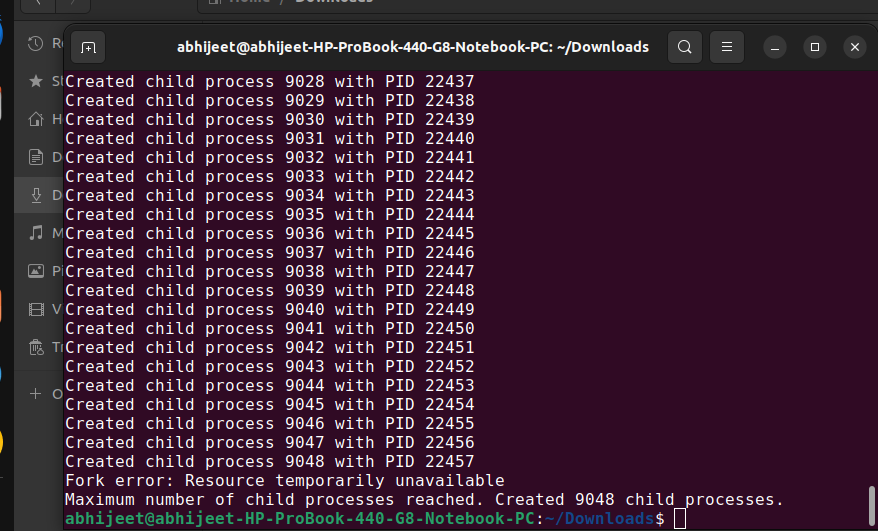 abhijeet@abhijeet-HP-ProBook-440-G8-Notebook-PC: ~/Downloads
Created child process 9028 with PID 22437
Created child process 9029 with PID 22438
Created child process 9030 with PID 22439
Created child process 9031 with PID 22440
Created child process 9032 with PID 22441
Created child process 9033 with PID 22442
Created child process 9034 with PID 22443
Created child process 9035 with PID 22444
Created child process 9036 with PID 22445
Created child process 9037 with PID 22446
Created child process 9038 with PID 22447
Created child process 9039 with PID 22448
Created child process 9040 with PID 22449
Created child process 9041 with PID 22450
Created child process 9042 with PID 22451
Created child process 9043 with PID 22452
Created child process 9044 with PID 22453
Created child process 9045 with PID 22454
Created child process 9046 with PID 22455
Created child process 9047 with PID 22456
Created child process 9048 with PID 22457
Fork error: Resource temporarily unavailable
Maximum number of child processes reached. Created 9048 child processes.
abhijeet@abhijeet-HP-ProBook-440-G8-Notebook-PC:~/Downloads$